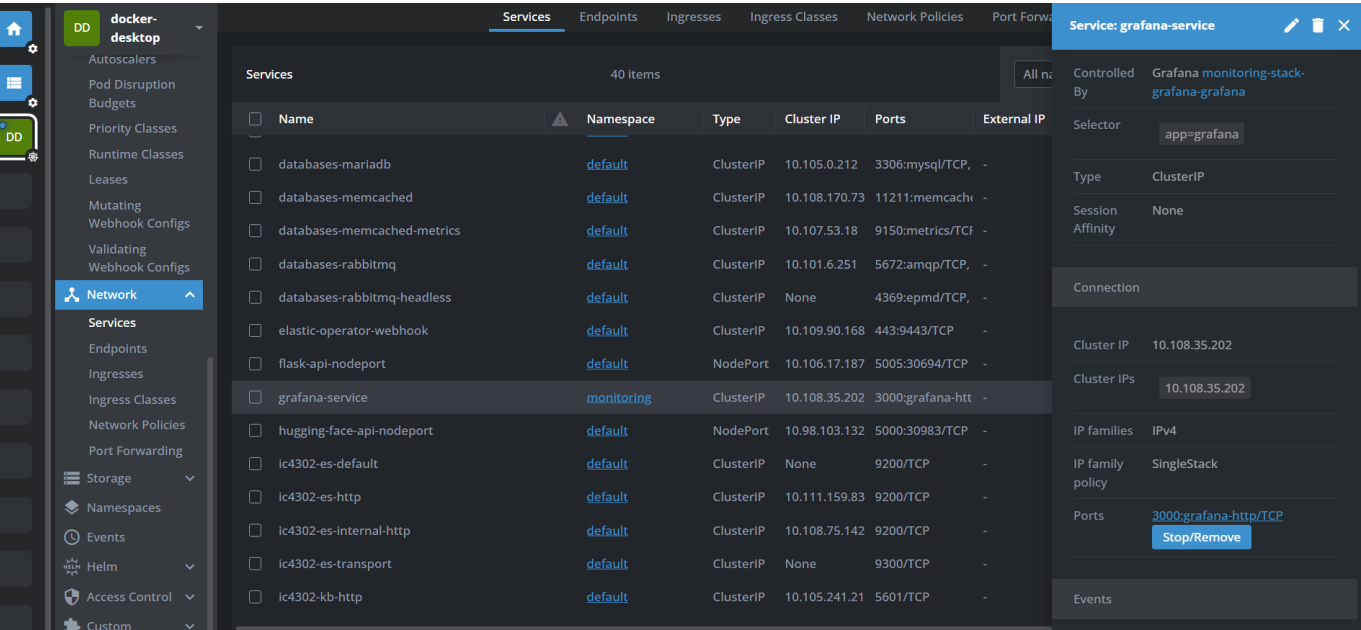 DD
docker-
desktop
Autoscalers
Pod Disruption
Budgets
Priority Classes
Runtime Classes
Leases
Mutating
Webhook Configs
Validating
Webhook Configs
Network
Services
Endpoints
Ingresses
Ingress Classes
Network Policies
Port Forwarding
Storage
Namespaces
Events
HELM Helm
Access Control
Custom
DD
Services Endpoints Ingresses Ingress Classes Network Policies Port Forwa
Services 40 items All na
Name Namespace Type Cluster IP Ports External IP
databases-mariadb default ClusterIP 10.105.0.212 3306:mysql/TCP, -
databases-memcached default ClusterIP 10.108.170.73 11211:memcach -
databases-memcached-metrics default ClusterIP 10.107.53.18 9150:metrics/TCF -
databases-rabbitmq default ClusterIP 10.101.6.251 5672:amqp/TCP, -
databases-rabbitmq-headless default ClusterIP None 4369:epmd/TCP, -
elastic-operator-webhook default ClusterIP 10.109.90.168 443:9443/TCP -
flask-api-nodeport default NodePort 10.106.17.187 5005:30694/TCP -
grafana-service monitoring ClusterIP 10.108.35.202 3000:grafana-htt -
hugging-face-api-nodeport default NodePort 10.98.103.132 5000:30983/TCP -
ic4302-es-default default ClusterIP None 9200/TCP -
ic4302-es-http default ClusterIP 10.111.159.83 9200/TCP -
ic4302-es-internal-http default ClusterIP 10.108.75.142 9200/TCP -
ic4302-es-transport default ClusterIP None 9300/TCP -
ic4302-kb-http default ClusterIP 10.105.241.21 5601/TCP -
Service: grafana-service
Controlled By Grafana monitoring-stack-
grafana-grafana
Selector app=grafana
Type ClusterIP
Session Affinity None
Connection
Cluster IP 10.108.35.202
Cluster IPs 10.108.35.202
IP families IPv4
IP family policy SingleStack
Ports 3000:grafana-http/TCP
Stop/Remove
Events